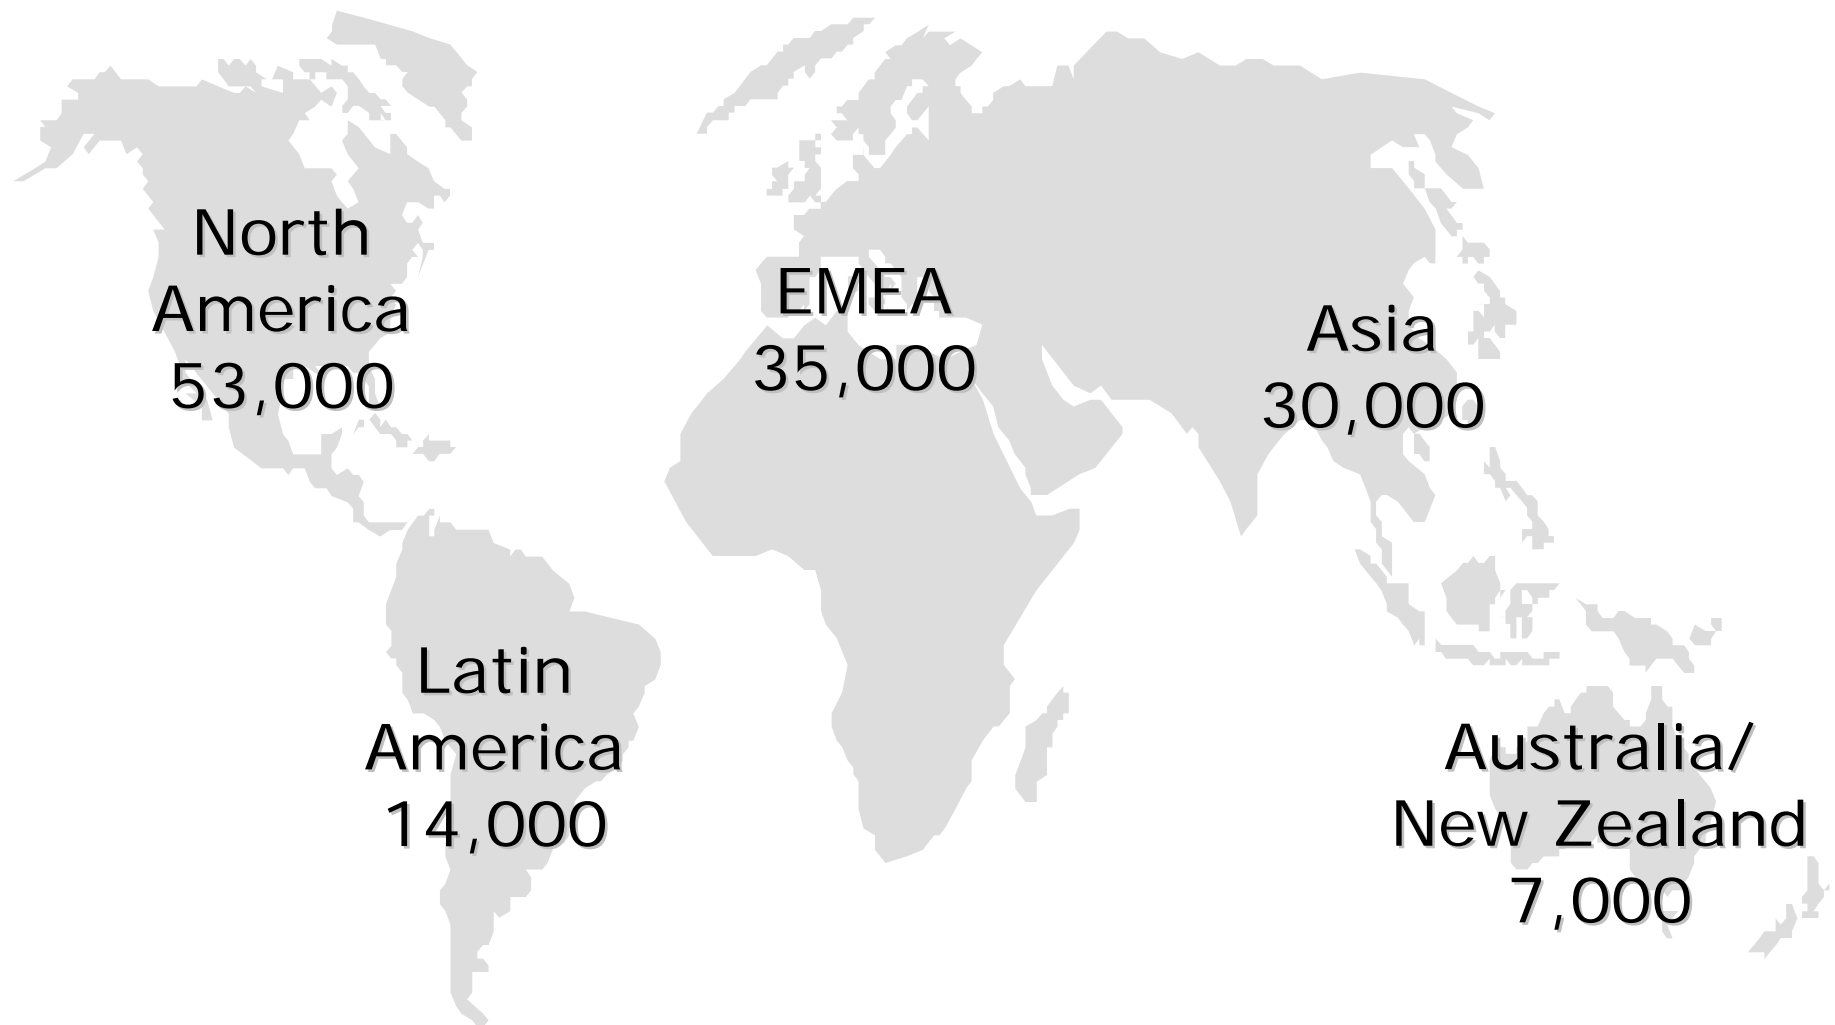 North
America
53,000
EMEA
35,000
Asia
30,000
Latin
America
14,000
Australia/
New Zealand
7,000